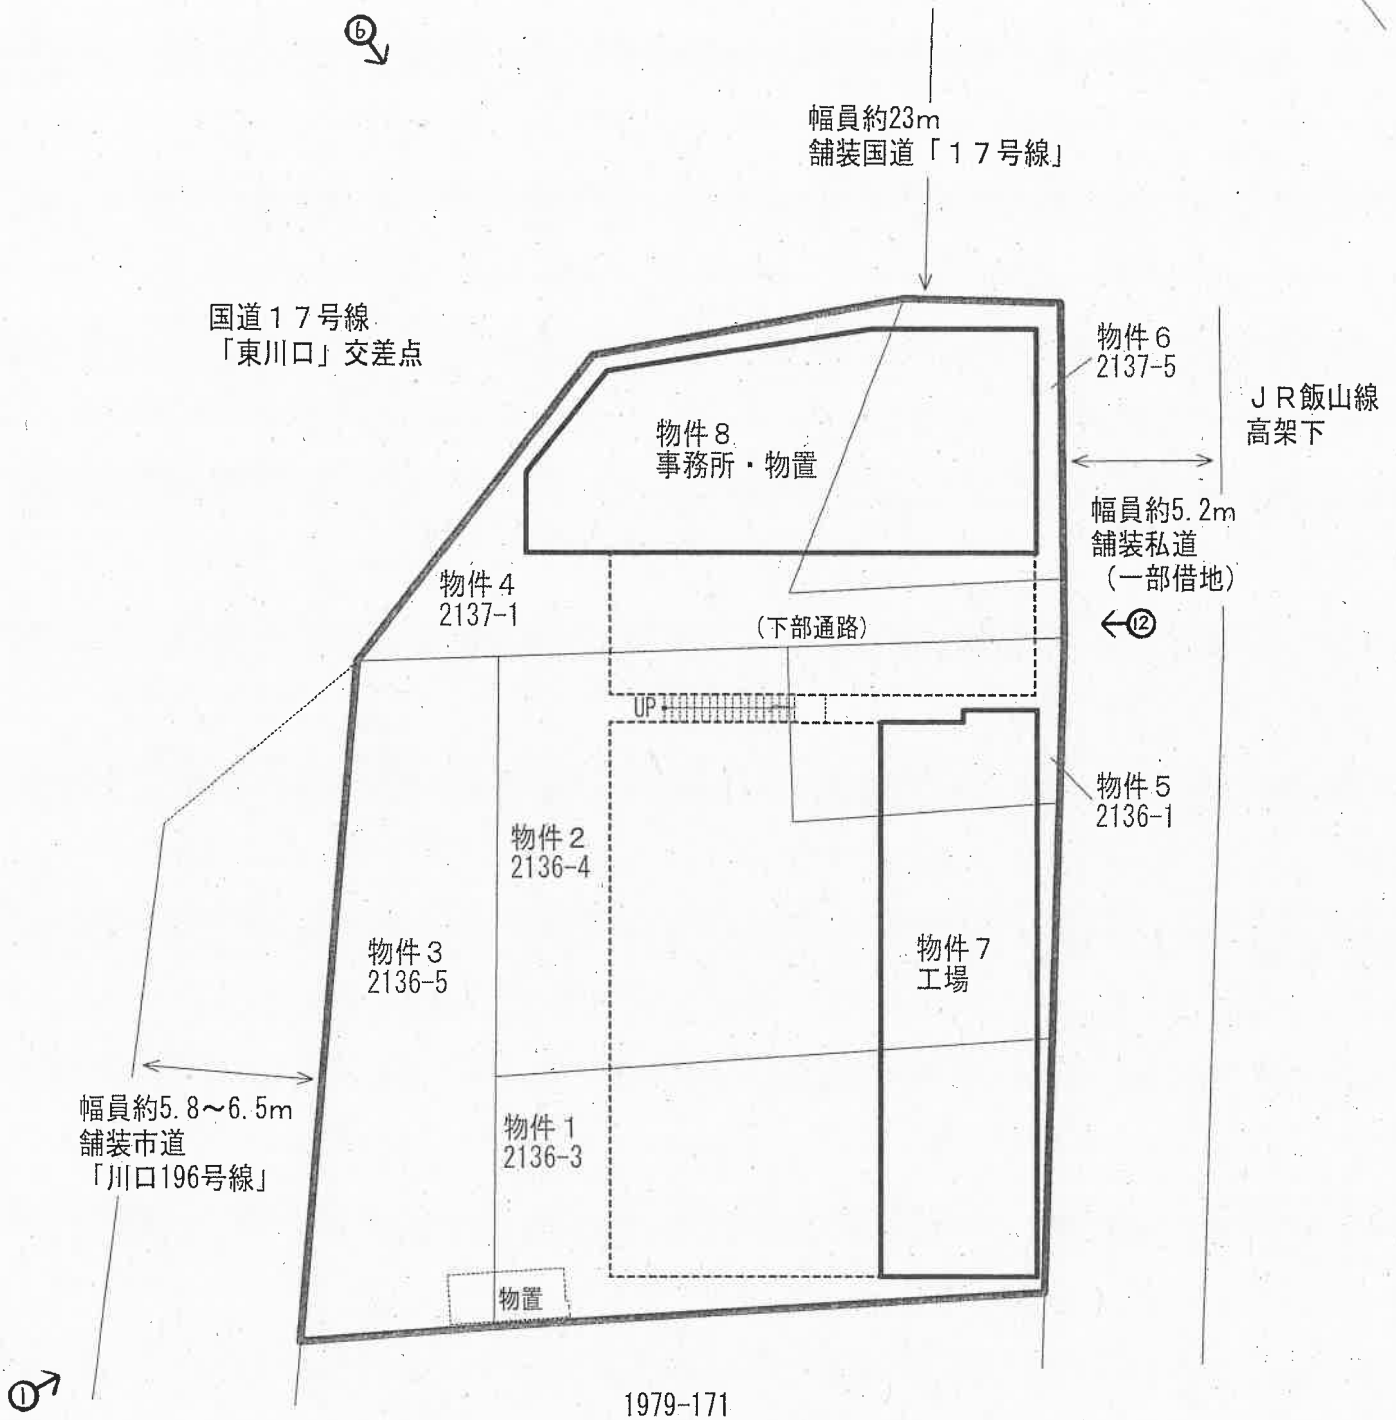 ⑥
幅員約23m
舗装国道「17号線」
国道17号線
「東川口」交差点
物件6
2137-5
JR飯山線
高架下
物件8
事務所・物置
幅員約5.2m
舗装私道
(一部借地)
物件4
2137-1
(下部通路)
⑫
UP
物件5
2136-1
物件2
2136-4
物件3
2136-5
物件7
工場
幅員約5.8～6.5m
舗装市道
「川口196号線」
物件1
2136-3
物置
①
1979-171